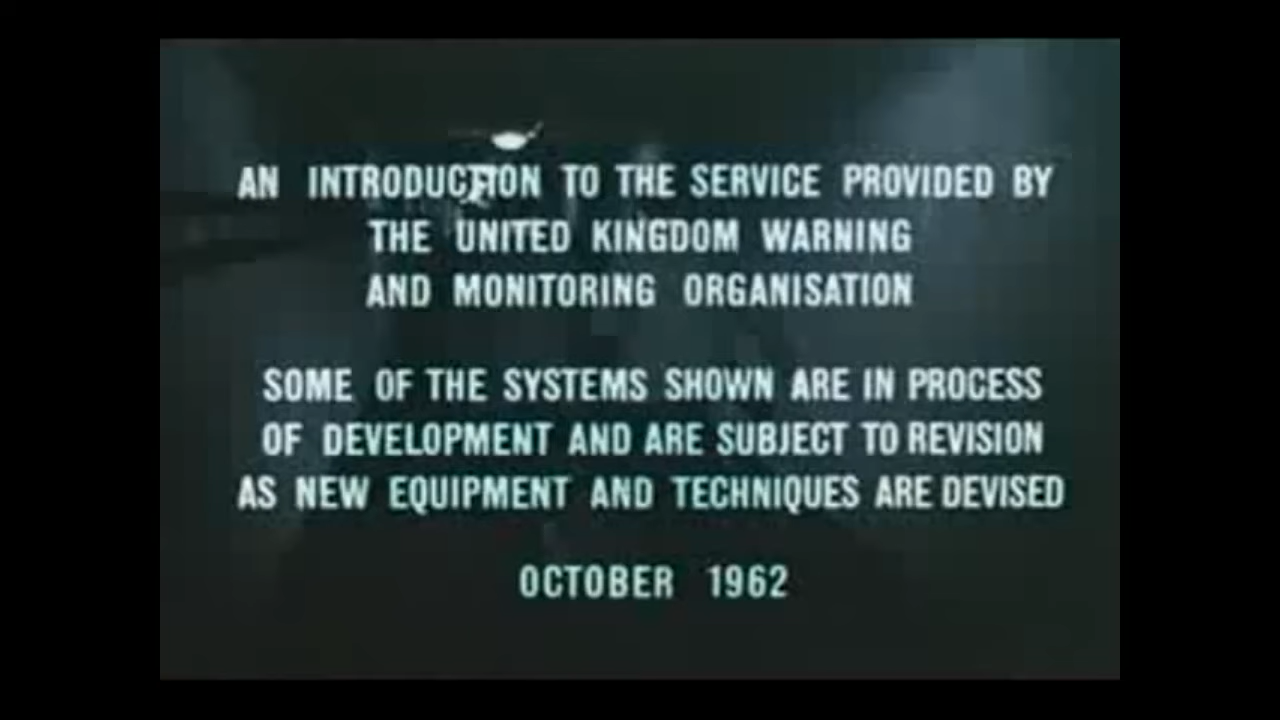 AN INTRODUCTION TO THE SERVICE PROVIDED BY
THE UNITED KINGDOM WARNING
AND MONITORING ORGANISATION
SOME OF THE SYSTEMS SHOWN ARE IN PROCESS
OF DEVELOPMENT AND ARE SUBJECT TO REVISION
AS NEW EQUIPMENT AND TECHNIQUES ARE DEVISED
OCTOBER 1962